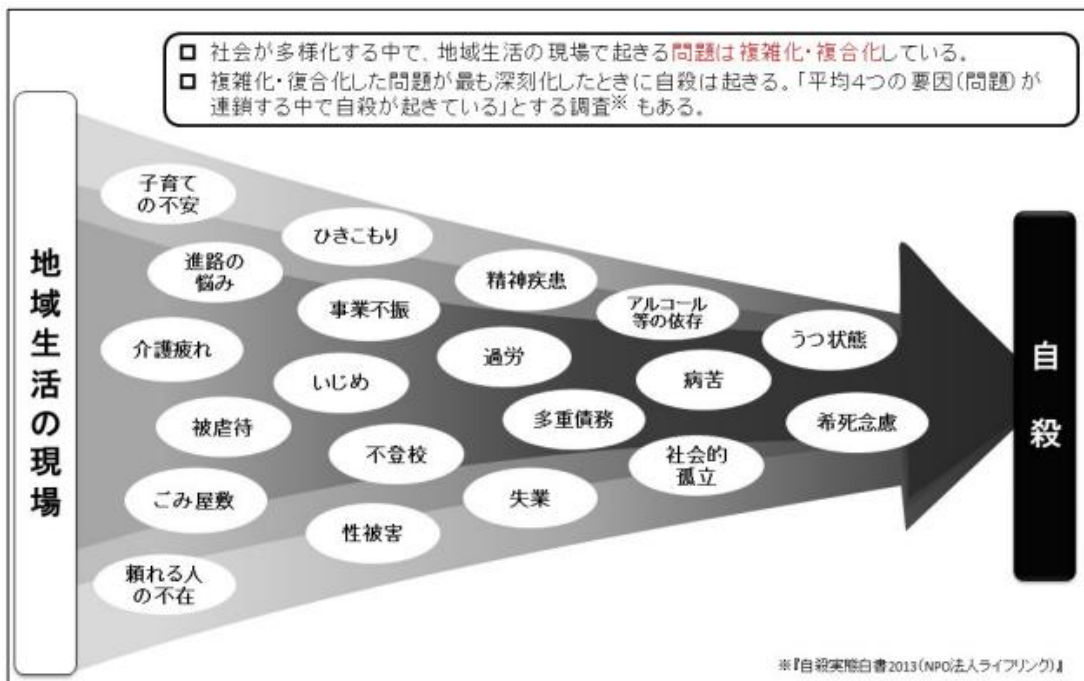 □ 社会が多様化する中で、地域生活の現場で起きる問題は複雑化・複合化している。
□ 複雑化・復合化した問題が最も深刻化したときに自殺は起きる。「平均4つの要因(問題)が
連鎖する中で自殺が起きている」とする調査※ もある。
地域生活の現場
子育て
の不安
進路の
悩み
介護疲れ
被虐待
ごみ屋敷
頼れる人
の不在
ひきこもり
事業不振
いじめ
不登校
性被害
精神疾患
過労
多重債務
失業
アルコール
等の依存
病苦
社会的
孤立
うつ状態
希死念慮
自殺
※『自殺実態白書2013(NPO法人ライフリンク)』